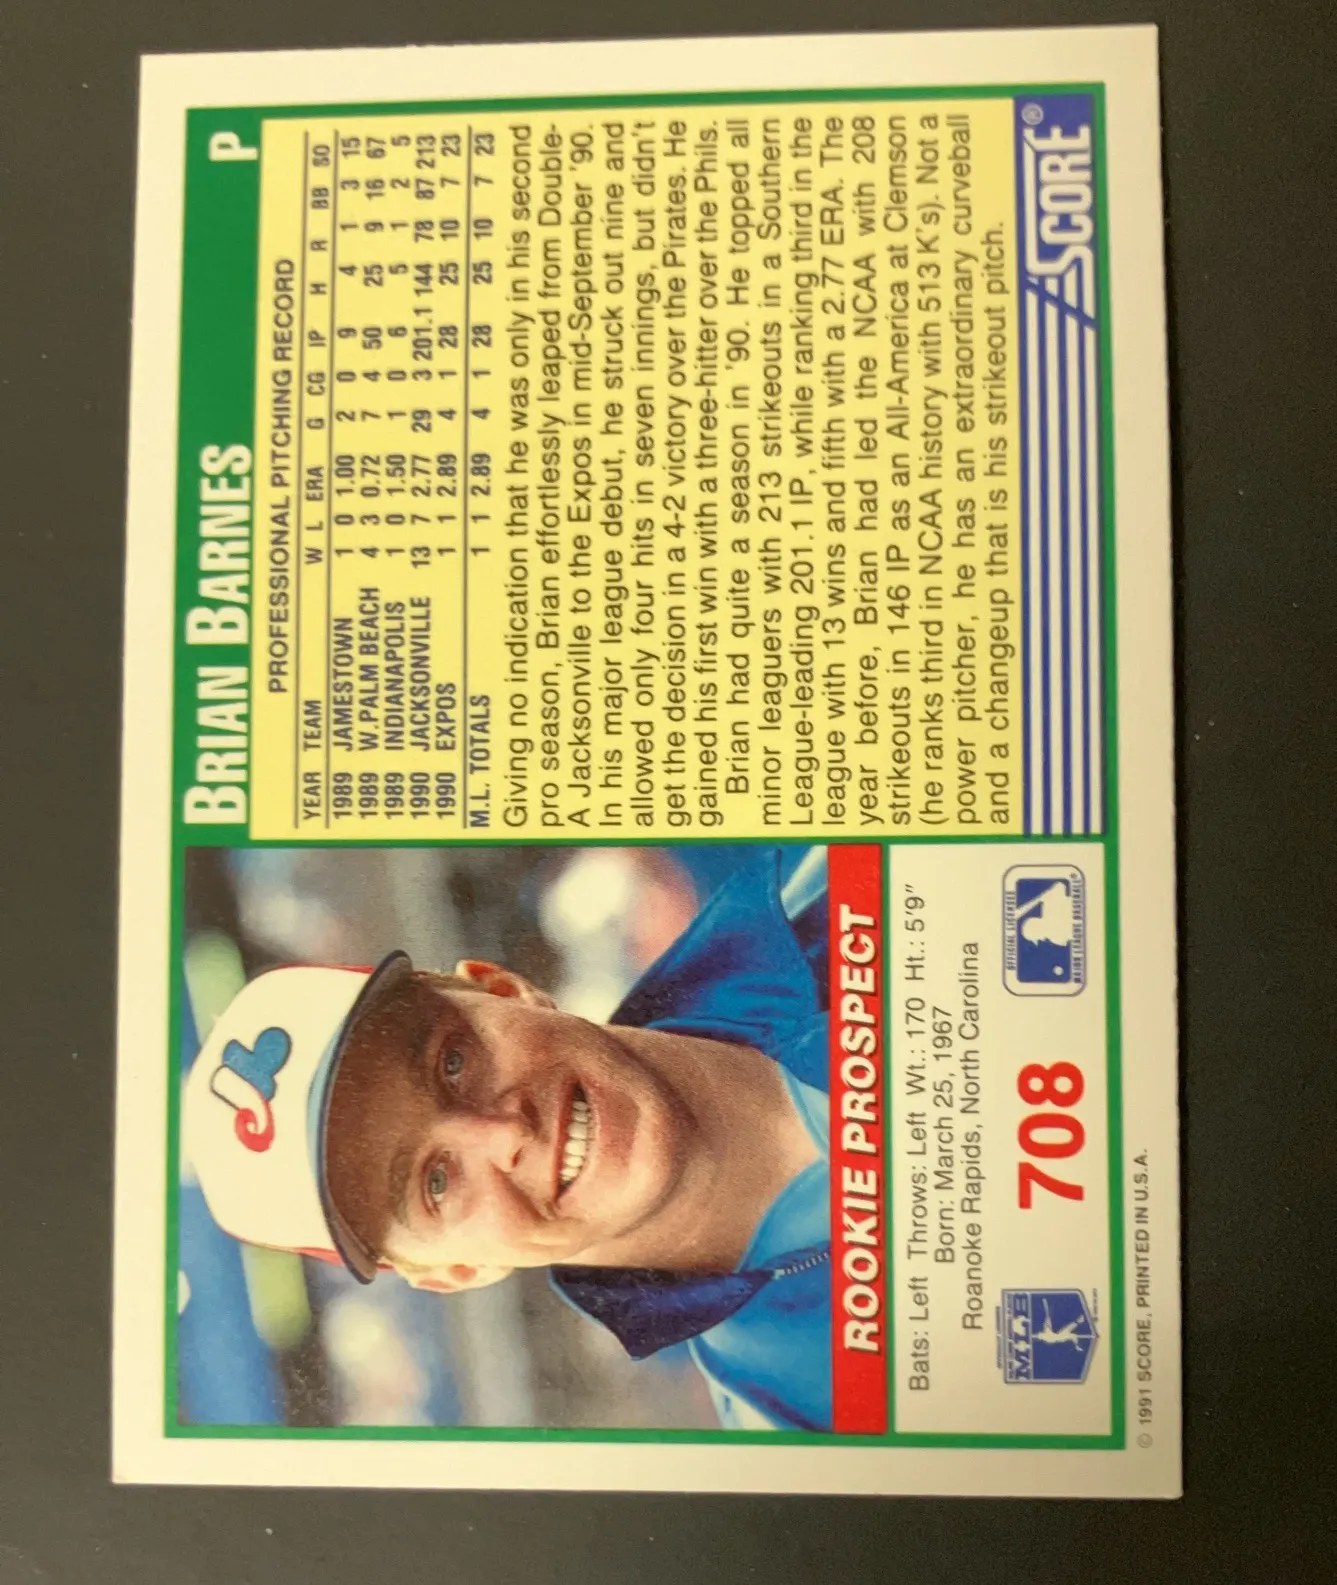 BRIAN BARNES P
PROFESSIONAL PITCHING RECORD
YEAR TEAM W L ERA G CG IP H R BB SO
1989 JAMESTOWN 1 0 1.00 2 0 9 4 1 3 15
1989 W.PALM BEACH 4 3 0.72 7 4 50 25 9 16 67
1989 INDIANAPOLIS 1 0 1.50 1 0 6 5 1 2 5
1990 JACKSONVILLE 13 7 2.77 29 3 201.1 144 78 87 213
1990 EXPOS 1 1 2.89 4 1 28 25 10 7 23
M.L. TOTALS 1 1 2.89 4 1 28 25 10 7 23
Giving no indication that he was only in his second
pro season, Brian effortlessly leaped from Double-
A Jacksonville to the Expos in mid-September '90.
In his major league debut, he struck out nine and
allowed only four hits in seven innings, but didn't
get the decision in a 4-2 victory over the Pirates. He
gained his first win with a three-hitter over the Phils.
Brian had quite a season in '90. He topped all
minor leaguers with 213 strikeouts in a Southern
League-leading 201.1 IP, while ranking third in the
league with 13 wins and fifth with a 2.77 ERA. The
year before, Brian had led the NCAA with 208
strikeouts in 146 IP as an All-America at Clemson
(he ranks third in NCAA history with 513 K's). Not a
power pitcher, he has an extraordinary curveball
and a changeup that is his strikeout pitch.
SCORE®
ROOKIE PROSPECT
Bats: Left Throws: Left Wt.: 170 Ht.: 5'9"
Born: March 25, 1967
Roanoke Rapids, North Carolina
MLB
708
OFFICIAL LICENSEE
MAJOR LEAGUE BASEBALL®
© 1991 SCORE, PRINTED IN U.S.A.